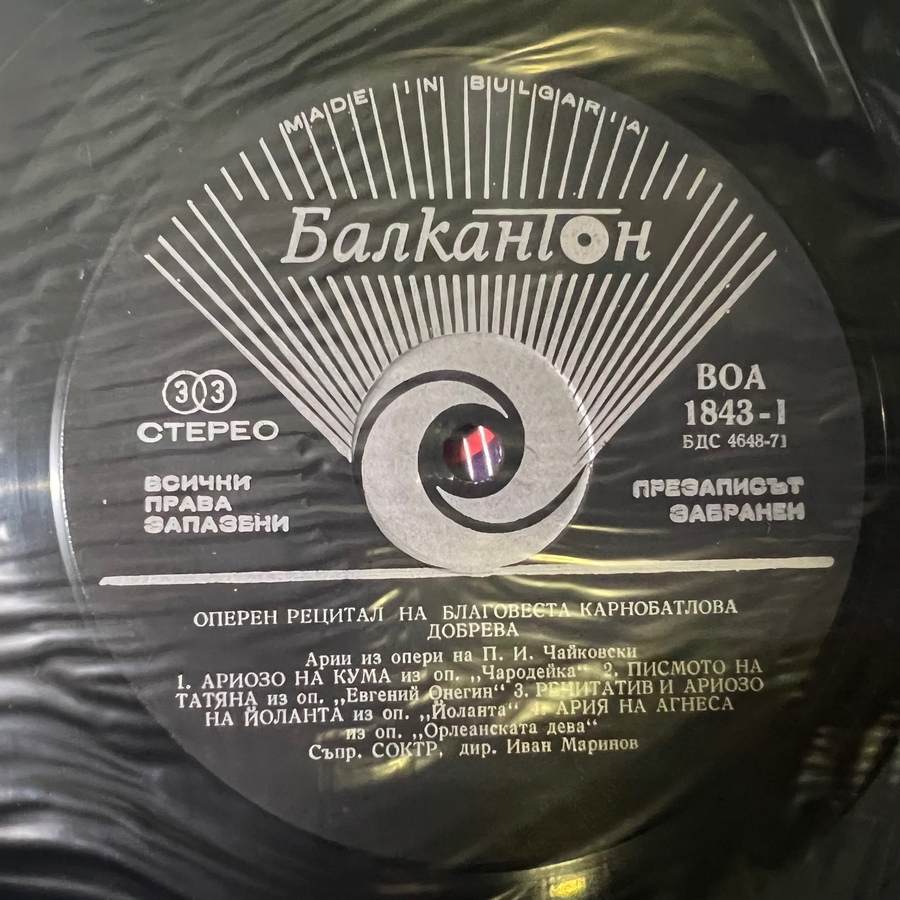 MADE IN BULGARIA
Балкантон
33
СТЕРЕО
ВОА
1843-I
БДС 4648-71
ВСИЧКИ
ПРАВА
ЗАПАЗЕНИ
ПРЕЗАПИСЪТ
ЗАБРАНЕН
ОПЕРЕН РЕЦИТАЛ НА БЛАГОВЕСТА КАРНОБАТЛОВА
ДОБРЕВА
Арии из опери на П. И. Чайковски
1. АРИОЗО НА КУМА из оп. „Чародейка“ 2. ПИСМОТО НА
ТАТЯНА из оп. „Евгений Онегин“ 3. РЕЧИТАТИВ И АРИОЗО
НА ЙОЛАНТА из оп. „Йоланта“ 4. АРИЯ НА АГНЕСА
из оп. „Орлеанската дева“
Съпр. СОКТР, дир. Иван Маринов